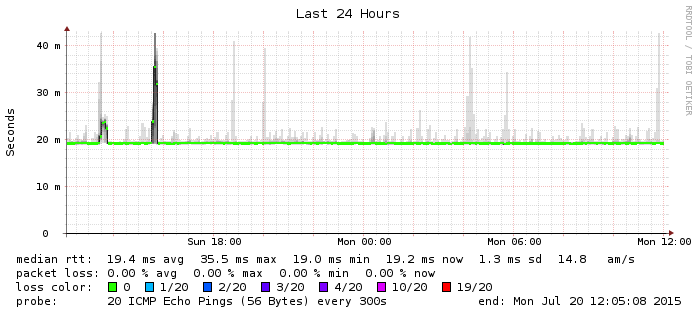 Last 24 Hours
RRDTOOL / TOBI OETIKER
Seconds
40 m
30 m
20 m
10 m
0
Sun 18:00 Mon 00:00 Mon 06:00 Mon 12:00
median rtt: 19.4 ms avg 35.5 ms max 19.0 ms min 19.2 ms now 1.3 ms sd 14.8 am/s
packet loss: 0.00 % avg 0.00 % max 0.00 % min 0.00 % now
loss color: 0 1/20 2/20 3/20 4/20 10/20 19/20
probe: 20 ICMP Echo Pings (56 Bytes) every 300s end: Mon Jul 20 12:05:08 2015